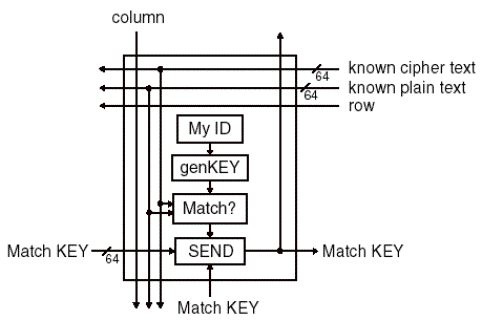 column
known cipher text
64
known plain text
64
row
My ID
genKEY
Match?
Match KEY
64
SEND
Match KEY
Match KEY